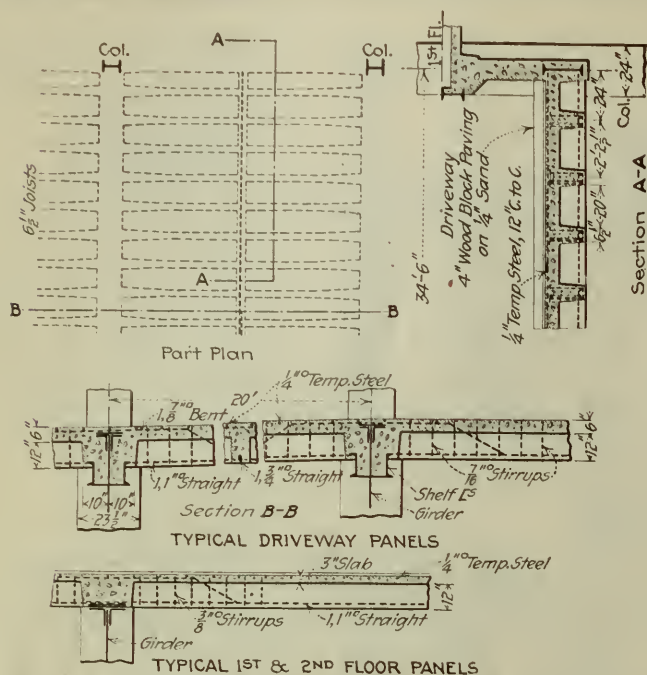 A
Col.
Col.
6½" Joists
A
B
B
Part Plan
1st Fl.
34'-6"
Driveway
4" Wood Block Paving
on ¼" Sand
¼" Temp. Steel, 12" C. to C.
Col.
24"
24"
6½" 20"
Section A-A
¼"° Temp. Steel
20'
1, ⅞"° Bent
12" 6"
12" 6"
1, 1"° Straight
1, ¾"° Straight
⁷⁄₁₆"° Stirrups
10" 10"
23½"
Shelf
Girder
Section B-B
TYPICAL DRIVEWAY PANELS
3" Slab
¼"° Temp. Steel
12"
⅜"° Stirrups
1, 1"° Straight
Girder
TYPICAL 1ST & 2ND FLOOR PANELS